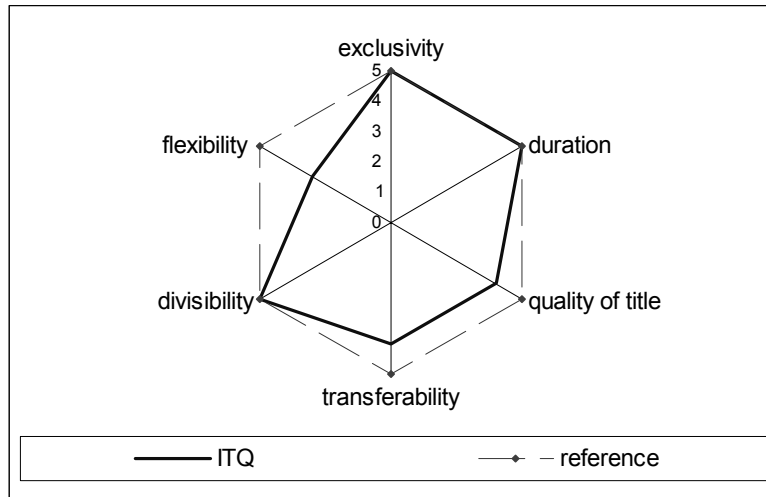 exclusivity
5
4
3
2
1
0
flexibility
duration
divisibility
quality of title
transferability
ITQ
reference